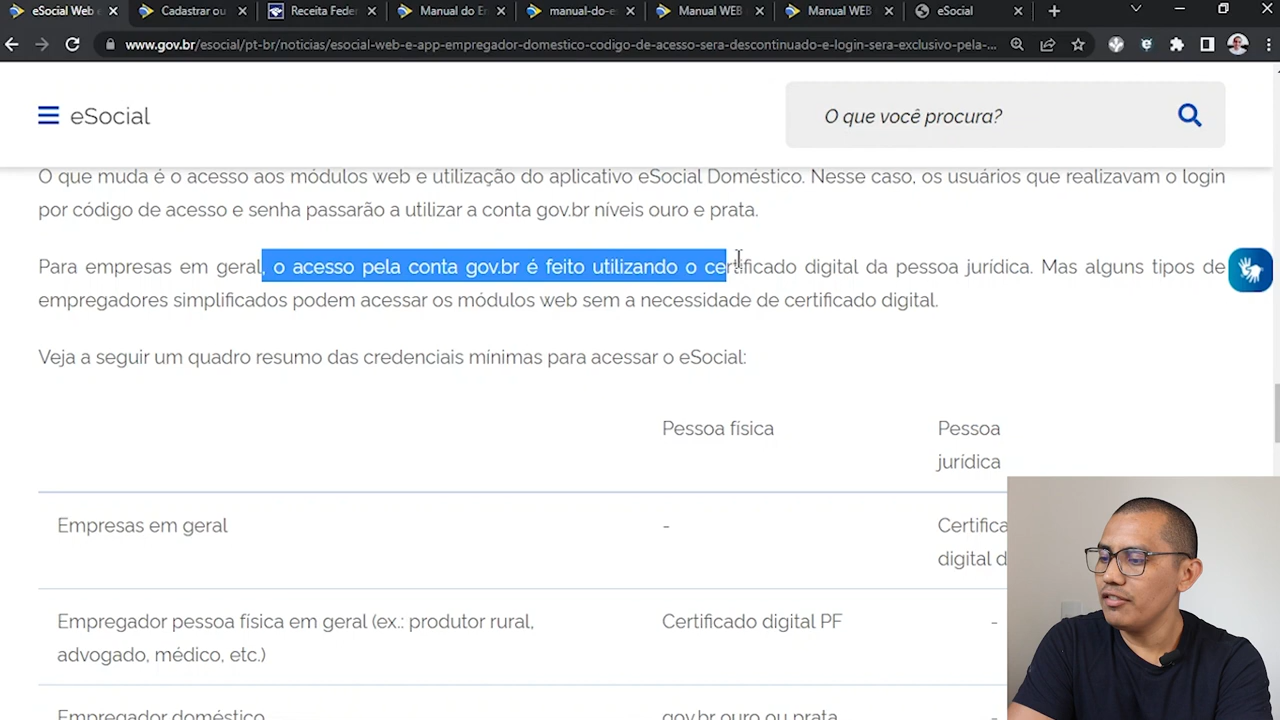 eSocial Web e
Cadastrar ou
Receita Feder
Manual do E
manual-do-e
Manual WEB
Manual WEB
eSocial
www.gov.br/esocial/pt-br/noticias/esocial-web-e-app-empregador-domestico-codigo-de-acesso-sera-descontinuado-e-login-sera-exclusivo-pela-...
eSocial
O que você procura?
O que muda é o acesso aos módulos web e utilização do aplicativo eSocial Doméstico. Nesse caso, os usuários que realizavam o login
por código de acesso e senha passarão a utilizar a conta gov.br níveis ouro e prata.
Para empresas em geral, o acesso pela conta gov.br é feito utilizando o certificado digital da pessoa jurídica. Mas alguns tipos de
empregadores simplificados podem acessar os módulos web sem a necessidade de certificado digital.
Veja a seguir um quadro resumo das credenciais mínimas para acessar o eSocial:
Pessoa física
Pessoa
jurídica
Empresas em geral
-
Certifica
digital d
Empregador pessoa física em geral (ex.: produtor rural,
advogado, médico, etc.)
Certificado digital PF
-
Empregador doméstico
gov.br ouro ou prata
-